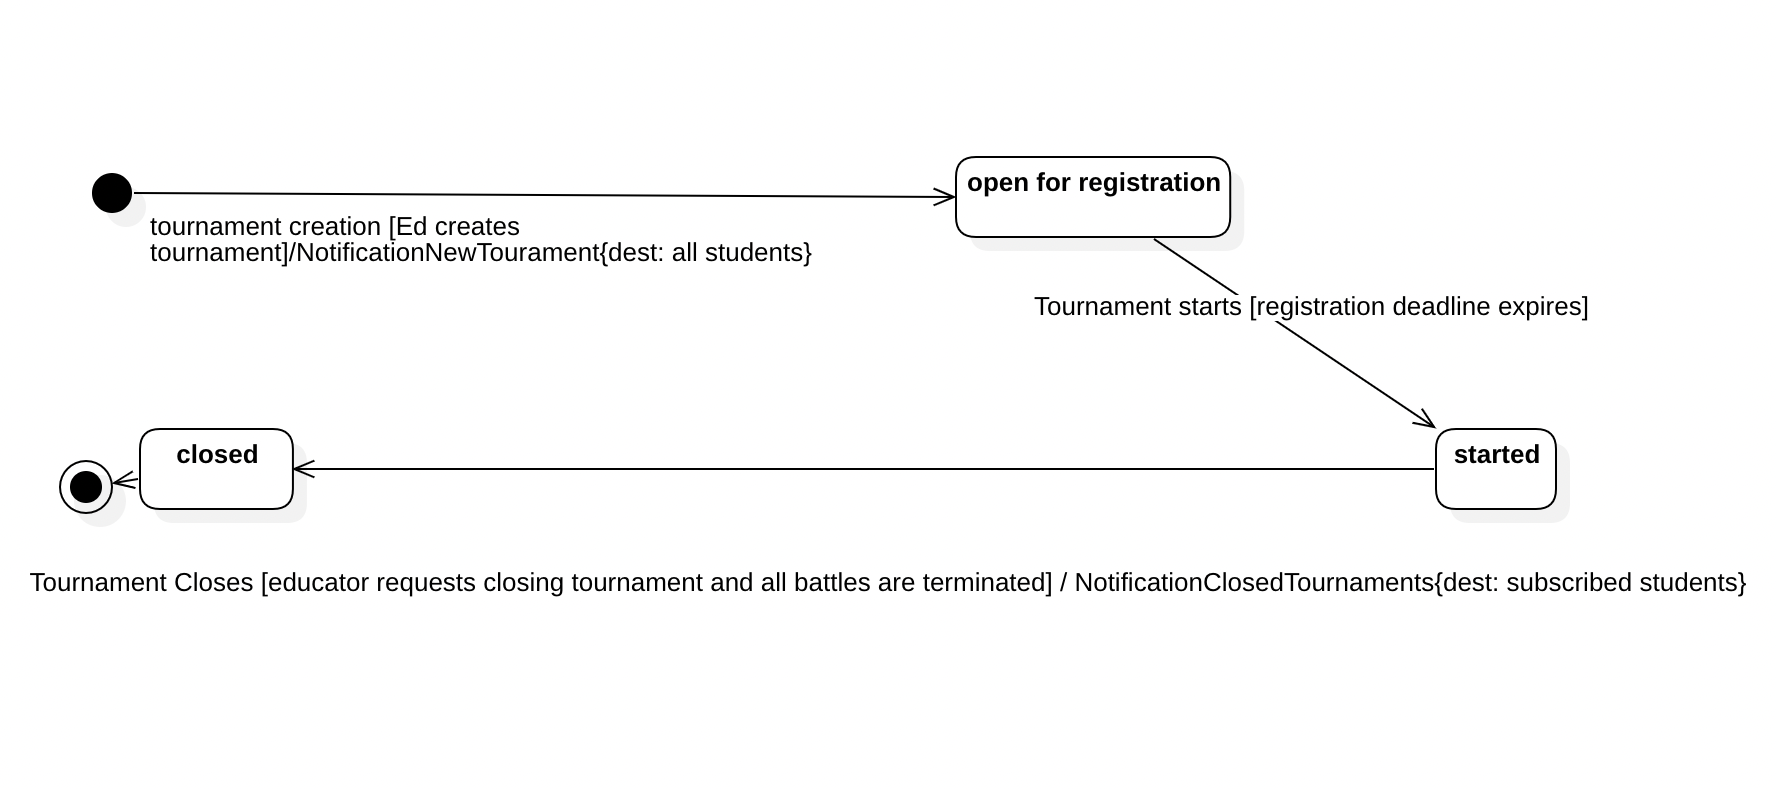 open for registration
tournament creation [Ed creates
tournament]/NotificationNewTourament{dest: all students}
Tournament starts [registration deadline expires]
closed
started
Tournament Closes [educator requests closing tournament and all battles are terminated] / NotificationClosedTournaments{dest: subscribed students}